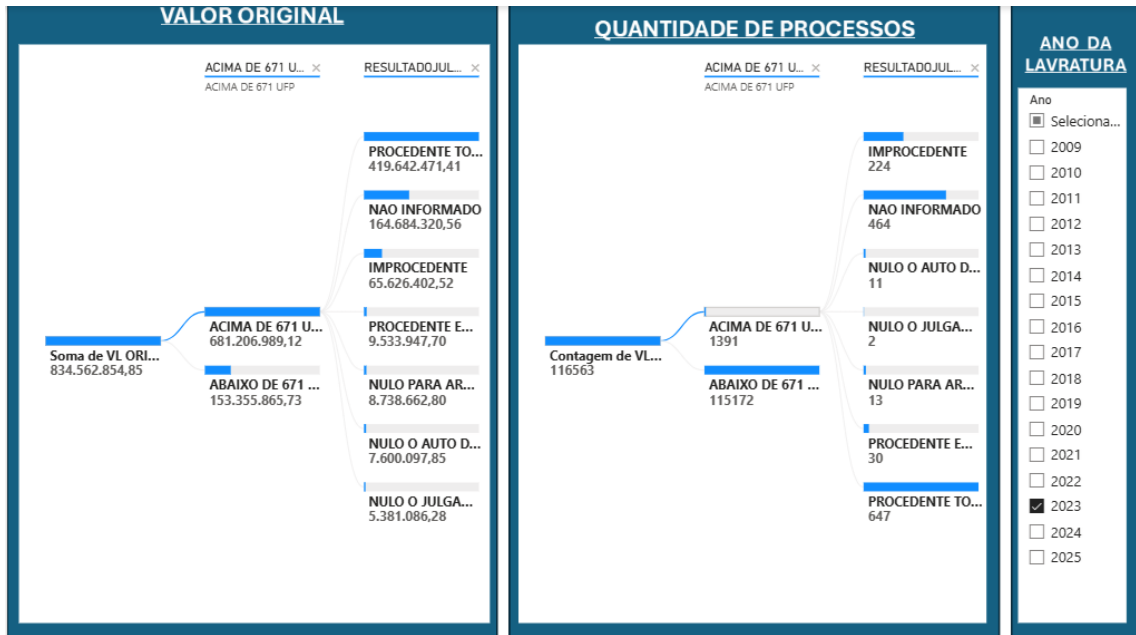 VALOR ORIGINAL
ACIMA DE 671 U... ×
ACIMA DE 671 UFP
RESULTADOJUL... ×
PROCEDENTE TO...
419.642.471,41
NAO INFORMADO
164.684.320,56
IMPROCEDENTE
65.626.402,52
PROCEDENTE E...
9.533.947,70
NULO PARA AR...
8.738.662,80
NULO O AUTO D...
7.600.097,85
NULO O JULGA...
5.381.086,28
ACIMA DE 671 U...
681.206.989,12
ABAIXO DE 671 ...
153.355.865,73
Soma de VL ORI...
834.562.854,85
QUANTIDADE DE PROCESSOS
ACIMA DE 671 U... ×
ACIMA DE 671 UFP
RESULTADOJUL... ×
IMPROCEDENTE
224
NAO INFORMADO
464
NULO O AUTO D...
11
NULO O JULGA...
2
NULO PARA AR...
13
PROCEDENTE E...
30
PROCEDENTE TO...
647
ACIMA DE 671 U...
1391
ABAIXO DE 671 ...
115172
Contagem de VL...
116563
ANO DA
LAVRATURA
Ano
Seleciona...
2009
2010
2011
2012
2013
2014
2015
2016
2017
2018
2019
2020
2021
2022
2023
2024
2025